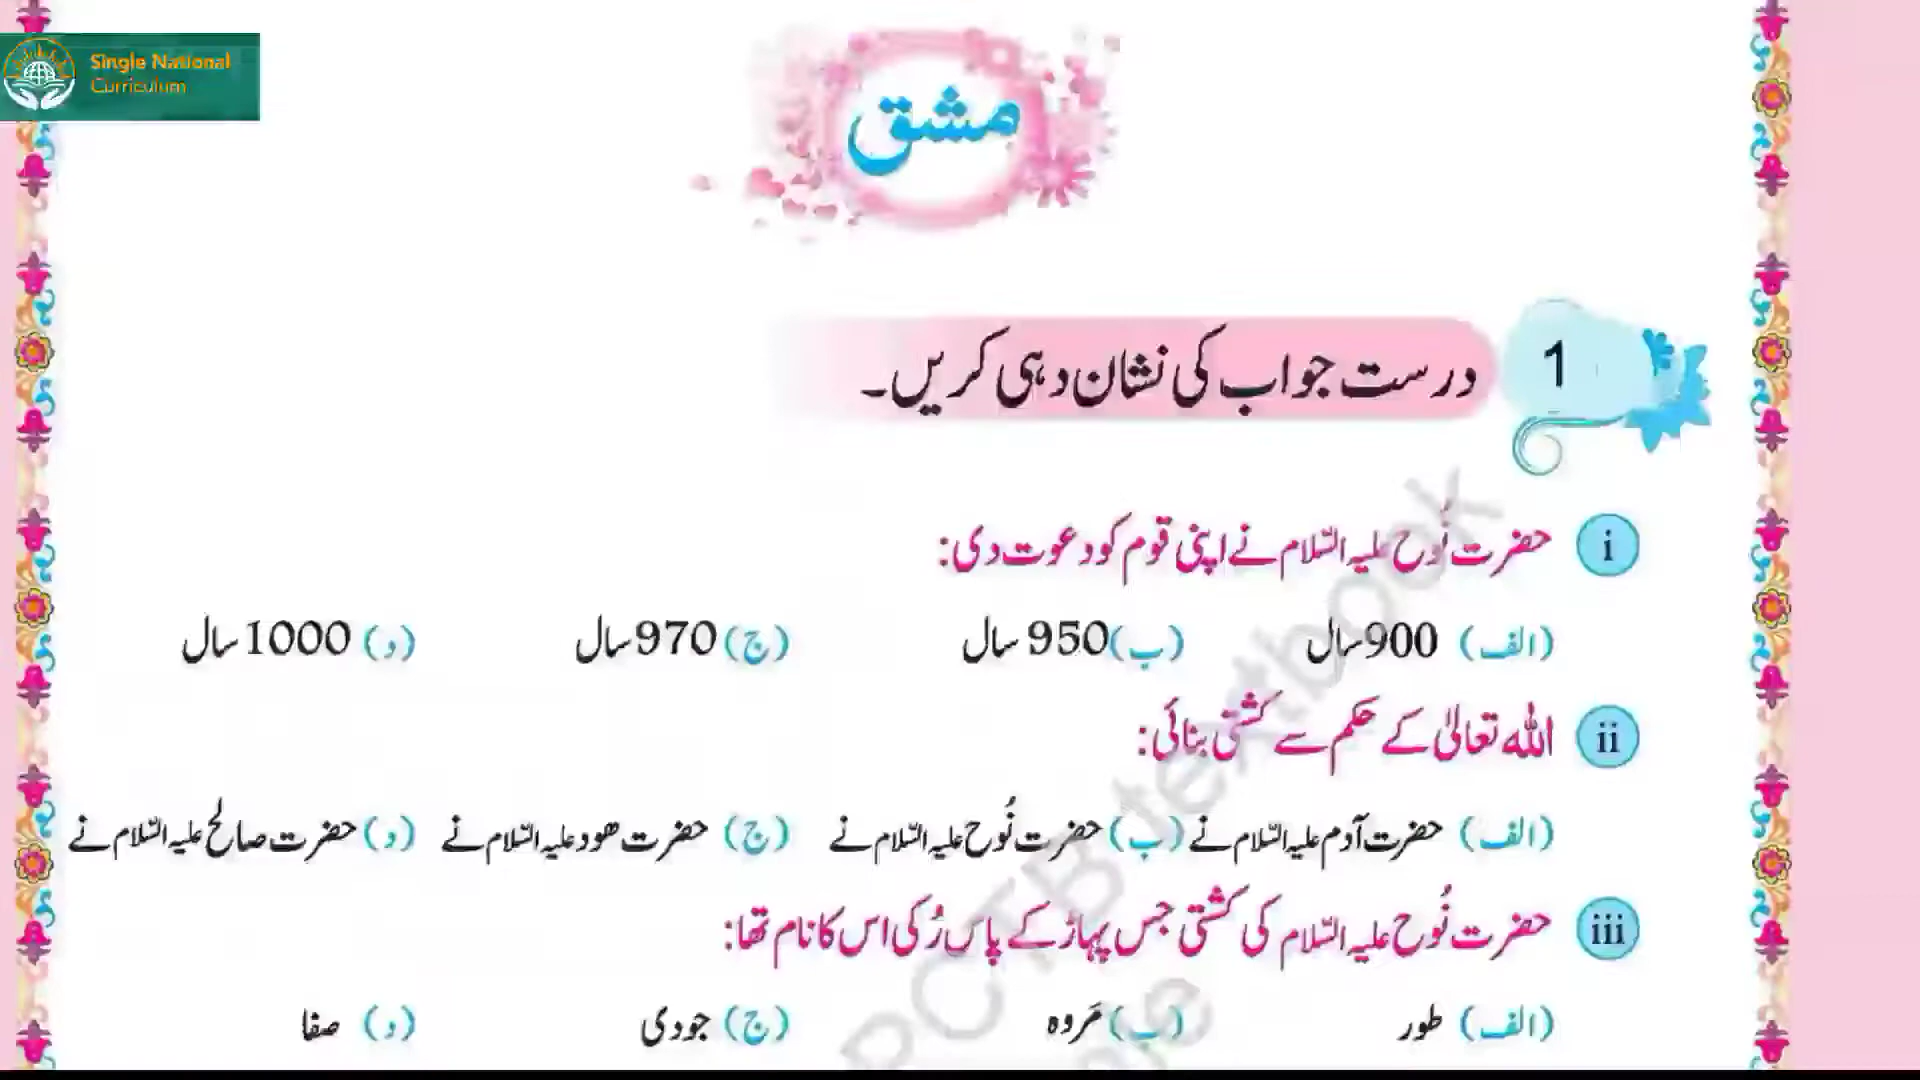 Single National
Curriculum
مشق
1 درست جواب کی نشان دہی کریں۔
i حضرت نُوح علیہ السّلام نے اپنی قوم کو دعوت دی:
(الف) 900 سال (ب) 950 سال (ج) 970 سال (د) 1000 سال
ii اللہ تعالیٰ کے حکم سے کشتی بنائی:
(الف) حضرت آدم علیہ السّلام نے (ب) حضرت نُوح علیہ السّلام نے (ج) حضرت ھود علیہ السّلام نے (د) حضرت صالح علیہ السّلام نے
iii حضرت نُوح علیہ السّلام کی کشتی جس پہاڑ کے پاس رُکی اس کا نام تھا:
(الف) طور (ب) مَروہ (ج) جودی (د) صفا
PCTB textbook